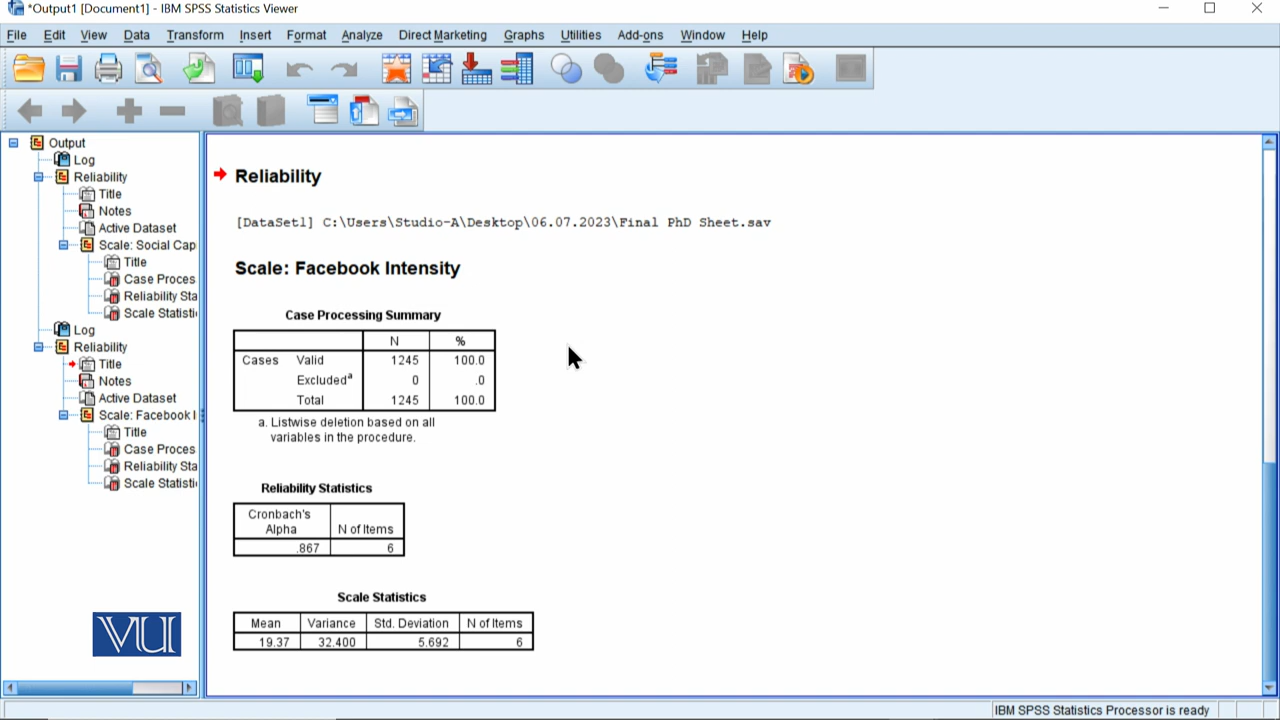 *Output1 [Document1] - IBM SPSS Statistics Viewer
File Edit View Data Transform Insert Format Analyze Direct Marketing Graphs Utilities Add-ons Window Help
Output
Log
Reliability
Title
Notes
Active Dataset
Scale: Social Cap
Title
Case Proces
Reliability Sta
Scale Statisti
Log
Reliability
Title
Notes
Active Dataset
Scale: Facebook I
Title
Case Proces
Reliability Sta
Scale Statisti
VU
Reliability
[DataSet1] C:\Users\Studio-A\Desktop\06.07.2023\Final PhD Sheet.sav
Scale: Facebook Intensity
Case Processing Summary
N %
Cases Valid 1245 100.0
Excludedª 0 .0
Total 1245 100.0
a. Listwise deletion based on all
variables in the procedure.
Reliability Statistics
Cronbach's
Alpha N of Items
.867 6
Scale Statistics
Mean Variance Std. Deviation N of Items
19.37 32.400 5.692 6
IBM SPSS Statistics Processor is ready